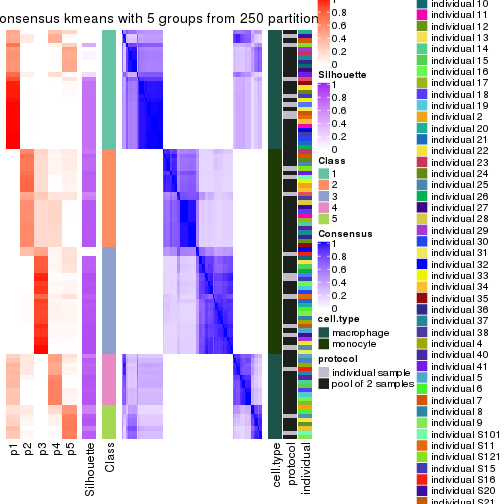 onsensus kmeans with 5 groups from 250 partition
0.8
0.6
0.4
0.2
0
Silhouette
1
0.8
0.6
0.4
0.2
0
Class
1
2
3
4
5
Consensus
1
0.8
0.6
0.4
0.2
0
cell.type
macrophage
monocyte
protocol
individual sample
pool of 2 samples
p1
p2
p3
p4
p5
Silhouette
Class
cell.type
protocol
individual
individual 10
individual 11
individual 12
individual 13
individual 14
individual 15
individual 16
individual 17
individual 18
individual 19
individual 2
individual 20
individual 21
individual 22
individual 23
individual 24
individual 25
individual 26
individual 27
individual 28
individual 29
individual 30
individual 31
individual 32
individual 33
individual 34
individual 35
individual 36
individual 37
individual 38
individual 4
individual 40
individual 41
individual 5
individual 6
individual 7
individual 8
individual 9
individual S101
individual S11
individual S121
individual S15
individual S16
individual S20
individual S21